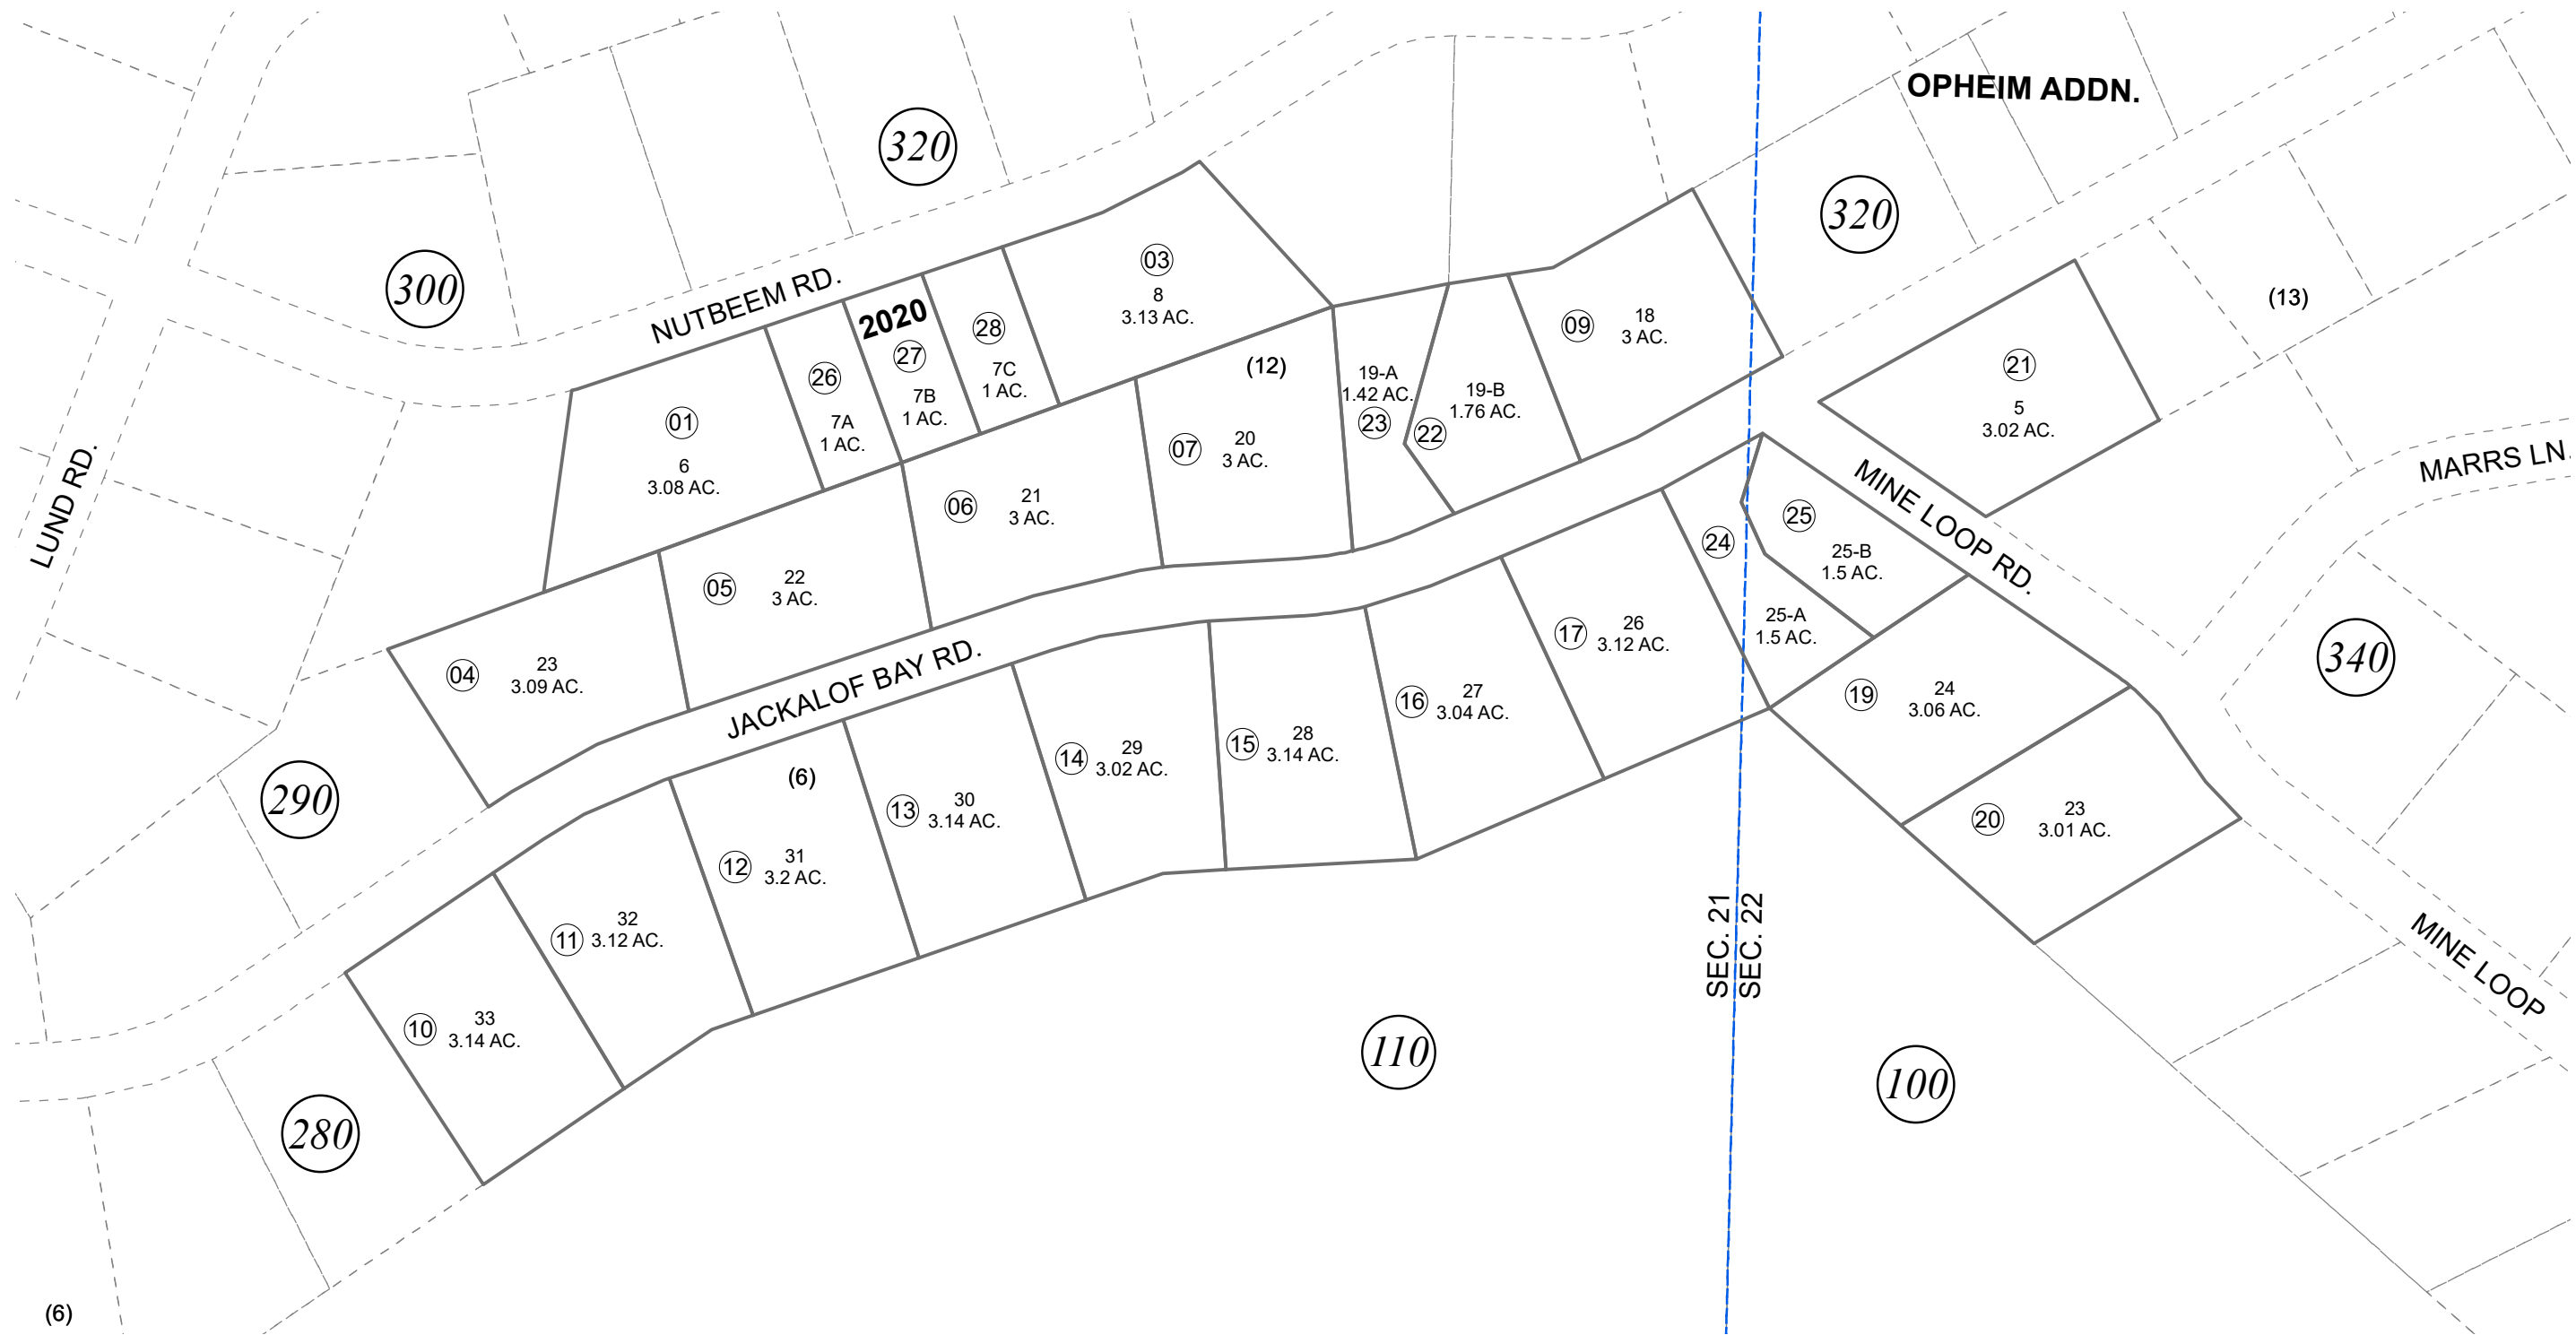 OPHEIM ADDN.
320
320
300
NUTBEEM RD.
2020
03
8
3.13 AC.
28
7C
1 AC.
27
7B
1 AC.
26
7A
1 AC.
01
6
3.08 AC.
(12)
09
18
3 AC.
(13)
21
5
3.02 AC.
19-A
1.42 AC.
23
19-B
1.76 AC.
22
07
20
3 AC.
06
21
3 AC.
05
22
3 AC.
04
23
3.09 AC.
LUND RD.
MARRS LN.
MINE LOOP RD.
JACKALOF BAY RD.
25
25-B
1.5 AC.
24
25-A
1.5 AC.
17
26
3.12 AC.
16
27
3.04 AC.
15
28
3.14 AC.
14
29
3.02 AC.
13
30
3.14 AC.
(6)
12
31
3.2 AC.
11
32
3.12 AC.
10
33
3.14 AC.
19
24
3.06 AC.
20
23
3.01 AC.
340
290
SEC. 21
SEC. 22
MINE LOOP
110
100
280
(6)